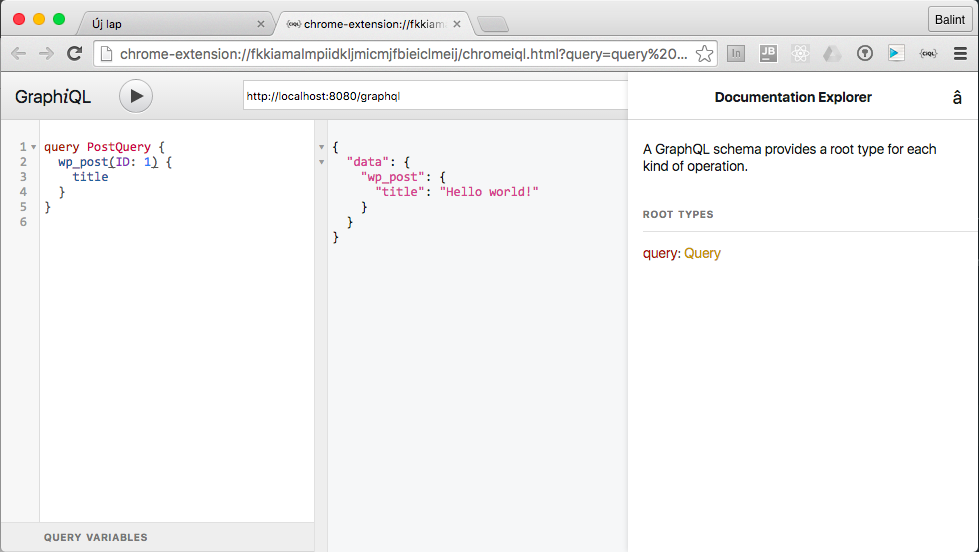 Új lap
chrome-extension://fkkiam
Balint
chrome-extension://fkkiamalmpiidkljmicmjfbieiclmeij/chromeiql.html?query=query%20...
In
JB
CIQL
GraphiQL
http://localhost:8080/graphql
Documentation Explorer
â
1 query PostQuery {
2 wp_post(ID: 1) {
3 title
4 }
5 }
6
{
"data": {
"wp_post": {
"title": "Hello world!"
}
}
}
A GraphQL schema provides a root type for each
kind of operation.
ROOT TYPES
query: Query
QUERY VARIABLES